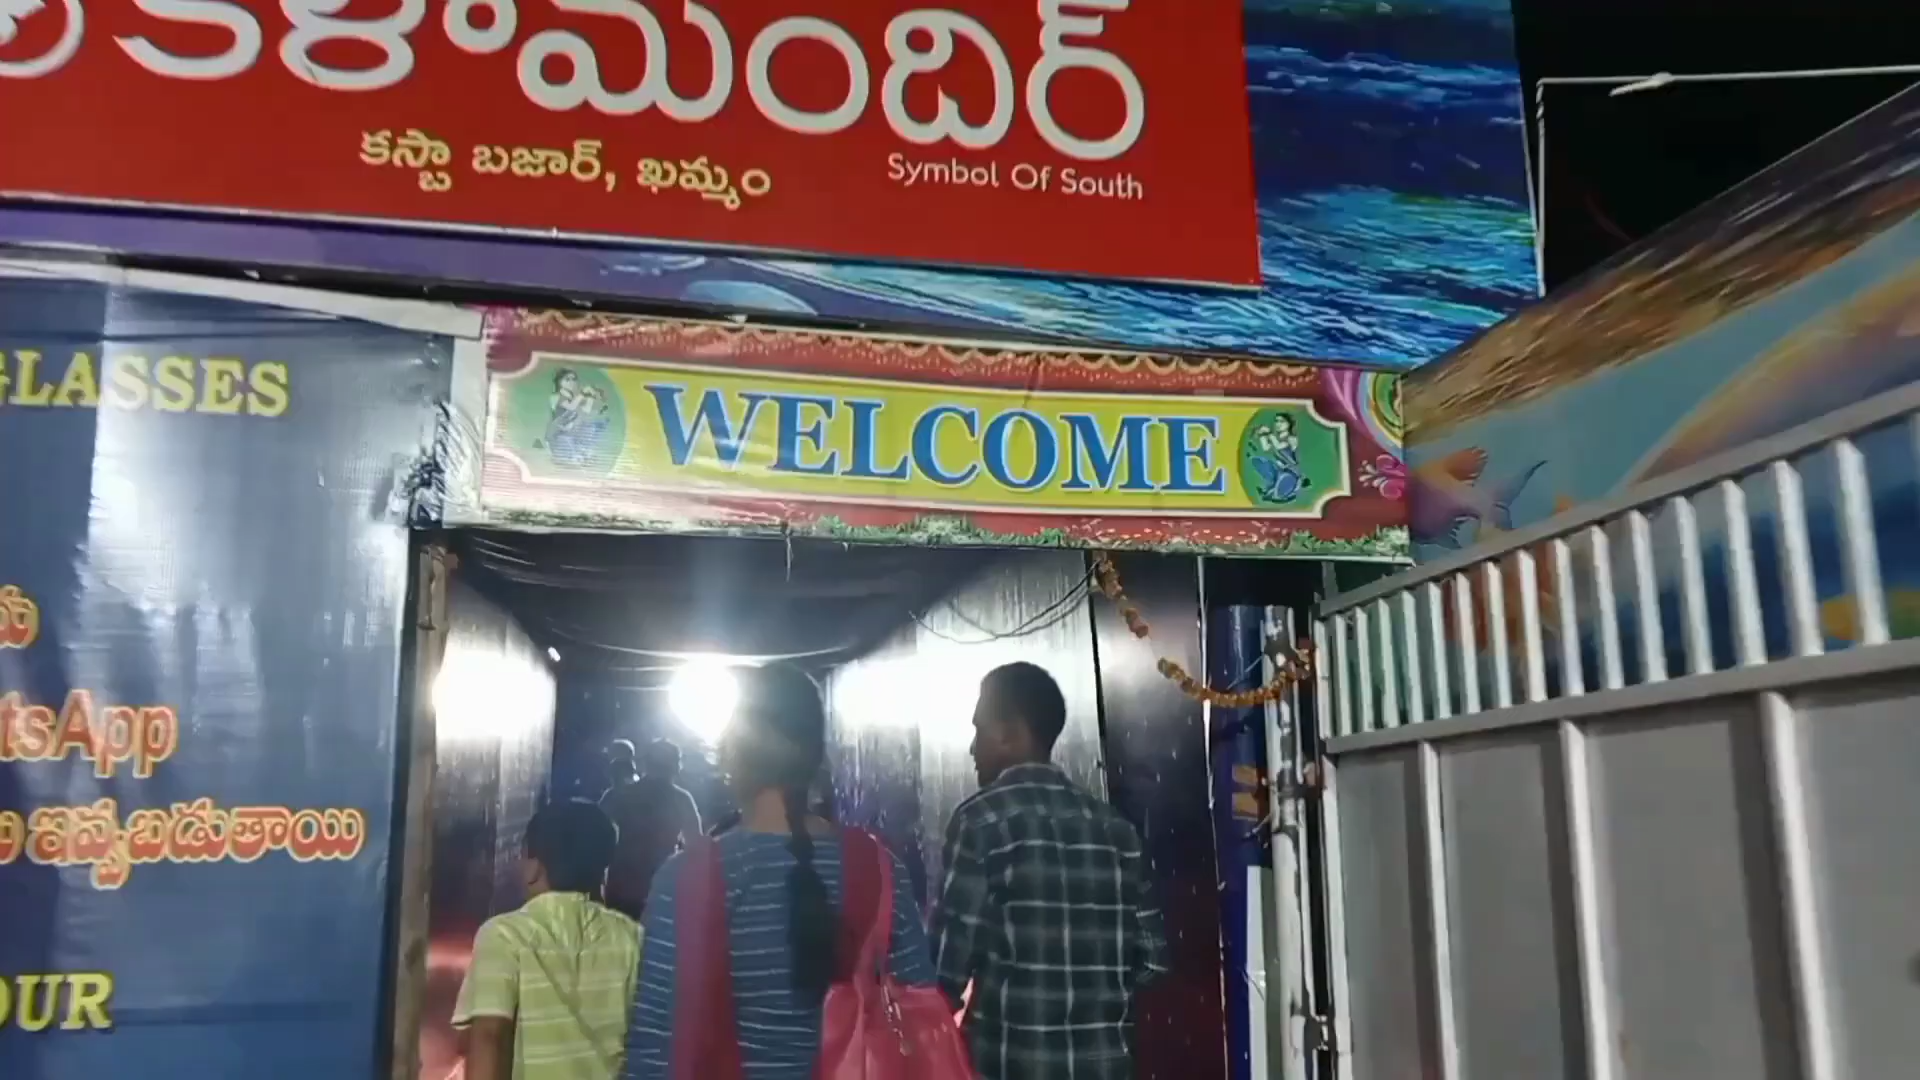 కళామందిర్
కస్బా బజార్, ఖమ్మం
Symbol Of South
WELCOME
GLASSES
tsApp
ఇవ్వబడుతాయి
OUR